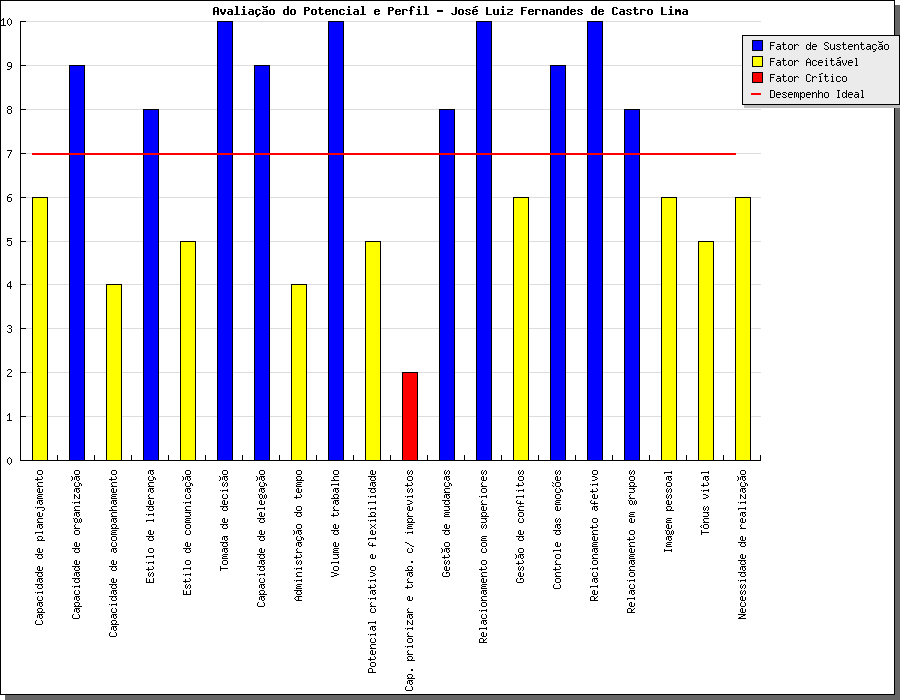 Avaliação do Potencial e Perfil - José Luiz Fernandes de Castro Lima
Fator de Sustentação
Fator Aceitável
Fator Crítico
Desempenho Ideal
10
9
8
7
6
5
4
3
2
1
0
Capacidade de planejamento
Capacidade de organização
Capacidade de acompanhamento
Estilo de liderança
Estilo de comunicação
Tomada de decisão
Capacidade de delegação
Administração do tempo
Volume de trabalho
Potencial criativo e flexibilidade
Cap. priorizar e trab. c/ imprevistos
Gestão de mudanças
Relacionamento com superiores
Gestão de conflitos
Controle das emoções
Relacionamento afetivo
Relacionamento em grupos
Imagem pessoal
Tônus vital
Necessidade de realização